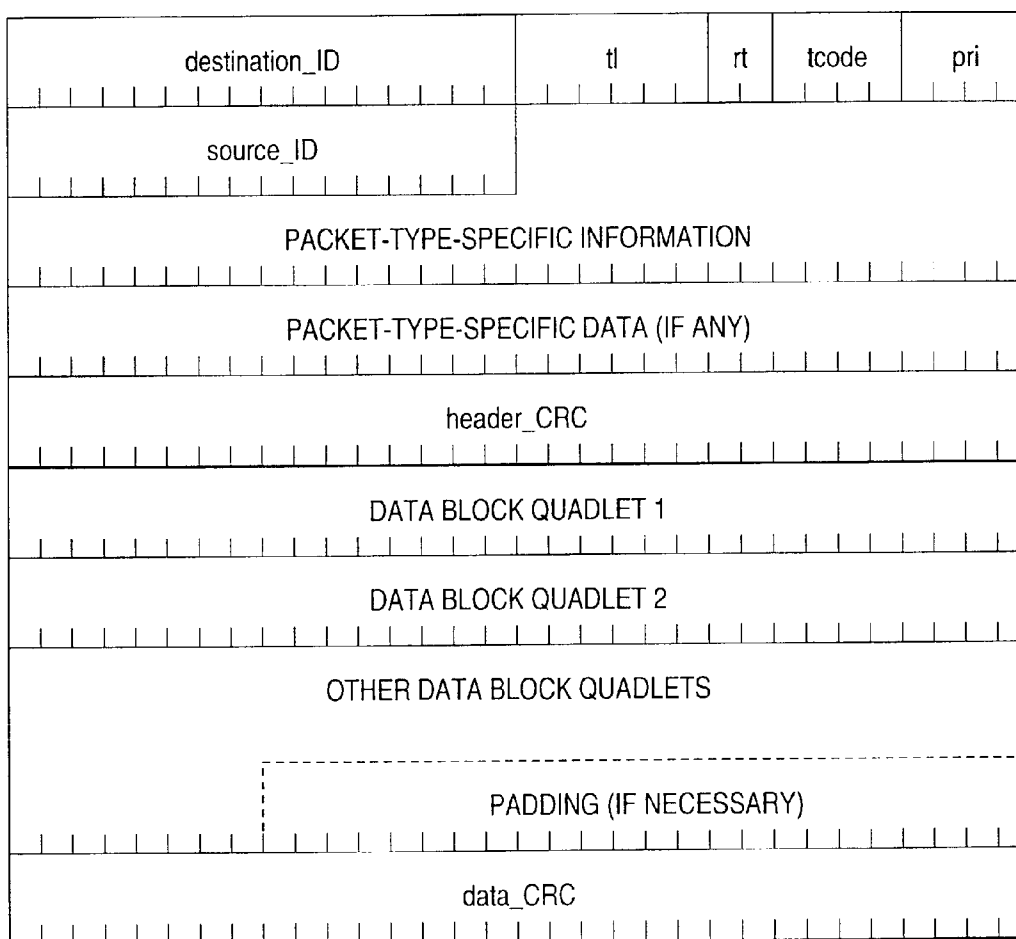 destination_ID tl rt tcode pri
source_ID
PACKET-TYPE-SPECIFIC INFORMATION
PACKET-TYPE-SPECIFIC DATA (IF ANY)
header_CRC
DATA BLOCK QUADLET 1
DATA BLOCK QUADLET 2
OTHER DATA BLOCK QUADLETS
PADDING (IF NECESSARY)
data_CRC